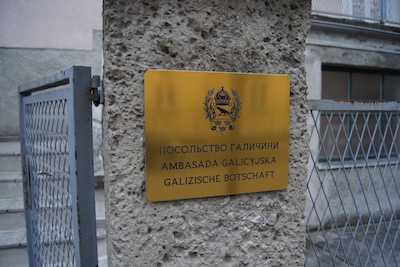 ПОСОЛЬСТВО ГАЛИЧИНИ
AMBASADA GALICYJSKA
GALIZISCHE BOTSCHAFT